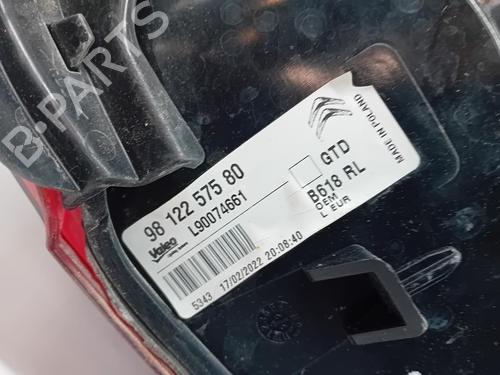 B-PARTS
98 122 575 80
Valeo
L90074661
GTD
B618 RL
OEM
L EUR
5343 17/02/2022 20:08:40
MADE IN POLAND